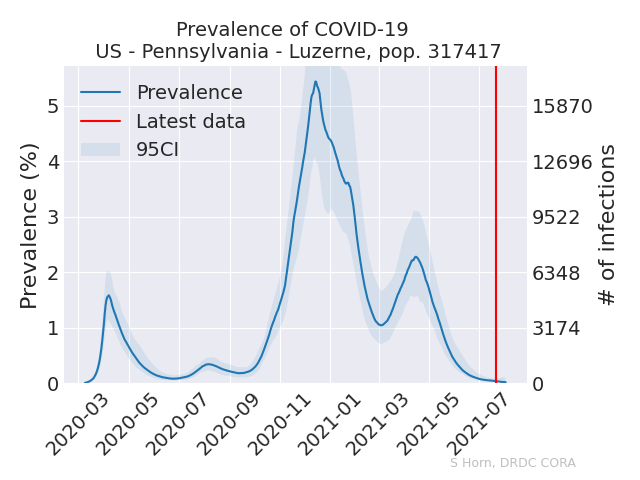 Prevalence of COVID-19
US - Pennsylvania - Luzerne, pop. 317417
Prevalence
Latest data
95CI
Prevalence (%)
5
4
3
2
1
0
15870
12696
9522
6348
3174
0
# of infections
2020-03
2020-05
2020-07
2020-09
2020-11
2021-01
2021-03
2021-05
2021-07
S Horn, DRDC CORA